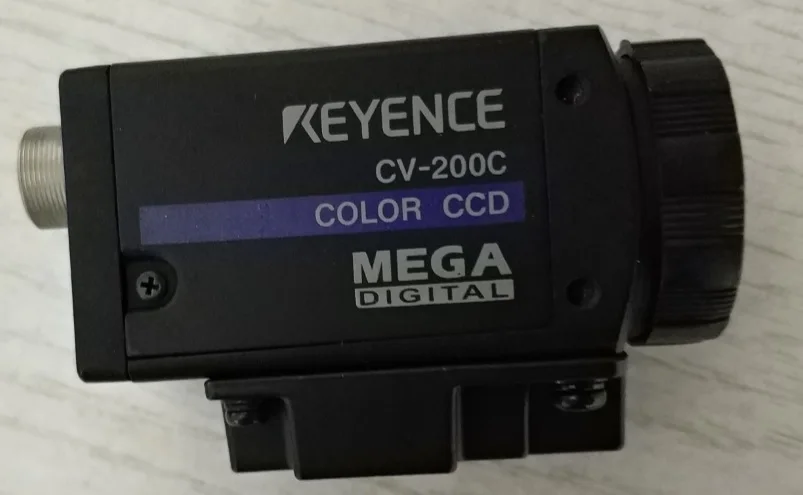 KEYENCE
CV-200C
COLOR CCD
MEGA
DIGITAL